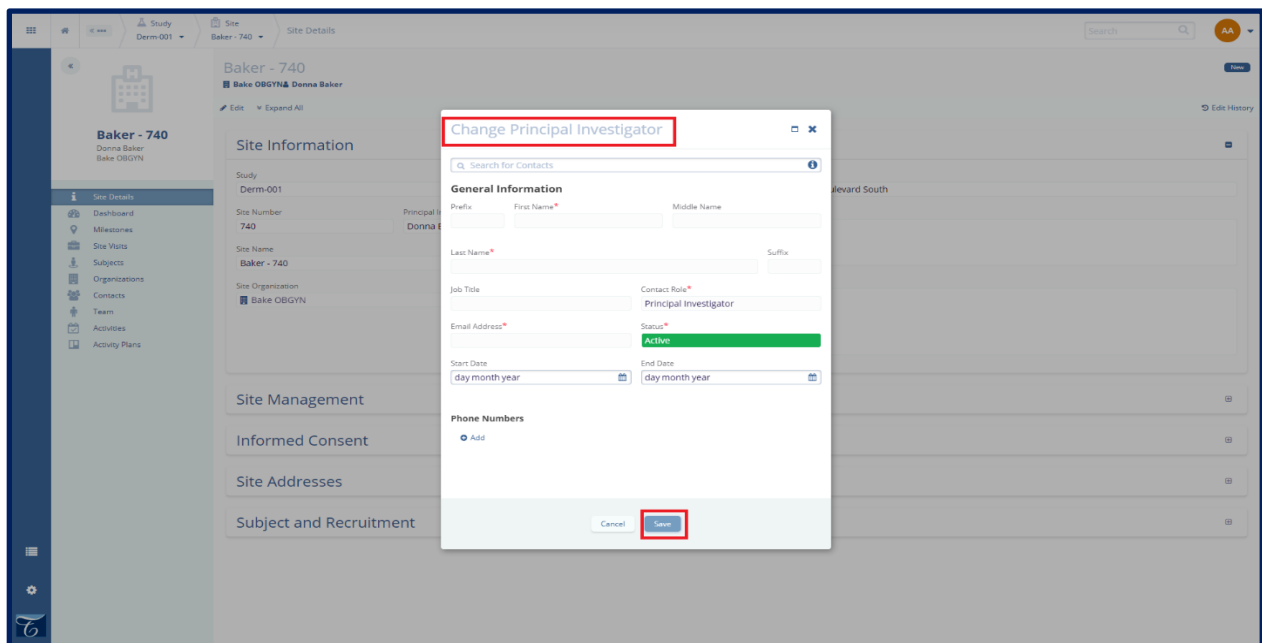 Study
Derm-001
Site
Baker - 740
Site Details
Search
AA
Baker - 740
Bake OBGYN Donna Baker
New
Edit
Expand All
Edit History
Baker - 740
Donna Baker
Bake OBGYN
Site Details
Dashboard
Milestones
Site Visits
Subjects
Organizations
Contacts
Team
Activities
Activity Plans
Site Information
Study
Derm-001
Site Number
740
Principal I
Donna B
Site Name
Baker - 740
Site Organization
Bake OBGYN
ulevard South
Site Management
Informed Consent
Site Addresses
Subject and Recruitment
Change Principal Investigator
Search for Contacts
General Information
Prefix
First Name*
Middle Name
Last Name*
Suffix
Job Title
Contact Role*
Principal Investigator
Email Address*
Status*
Active
Start Date
day month year
End Date
day month year
Phone Numbers
Add
Cancel
Save